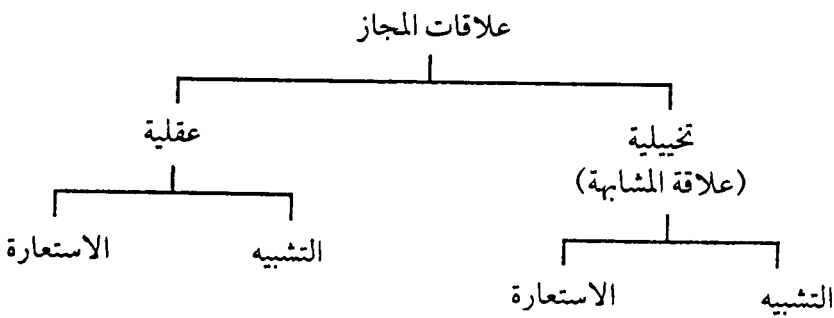 علاقات المجاز
تخييلية
(علاقة المشابهة)
عقلية
التشبيه
الاستعارة
التشبيه
الاستعارة